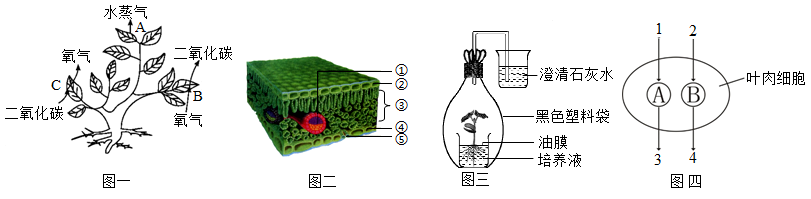 水蒸气
A
氧气
二氧化碳
C
B
二氧化碳
氧气
图一
①
②
③
④
⑤
图二
澄清石灰水
黑色塑料袋
油膜
培养液
图三
1 2
叶肉细胞
A B
3 4
图四